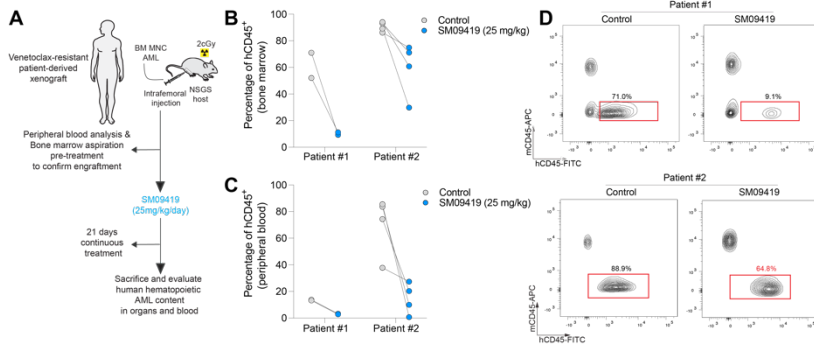 A
Venetoclax-resistant
patient-derived
xenograft
BM MNC
AML
2cGy
Intrafemoral
injection
NSGS
host
Peripheral blood analysis &
Bone marrow aspiration
pre-treatment
to confirm engraftment
SM09419
(25mg/kg/day)
21 days
continuous
treatment
Sacrifice and evaluate
human hematopoietic
AML content
in organs and blood
B
Percentage of hCD45+
(bone marrow)
100
80
60
40
20
0
Patient #1
Patient #2
Control
SM09419 (25 mg/kg)
C
Percentage of hCD45+
(peripheral blood)
100
80
60
40
20
0
Patient #1
Patient #2
Control
SM09419 (25 mg/kg)
D
Patient #1
Control
SM09419
71.0%
9.1%
mCD45-APC
hCD45-FITC
Patient #2
Control
SM09419
88.9%
64.8%
mCD45-APC
hCD45-FITC